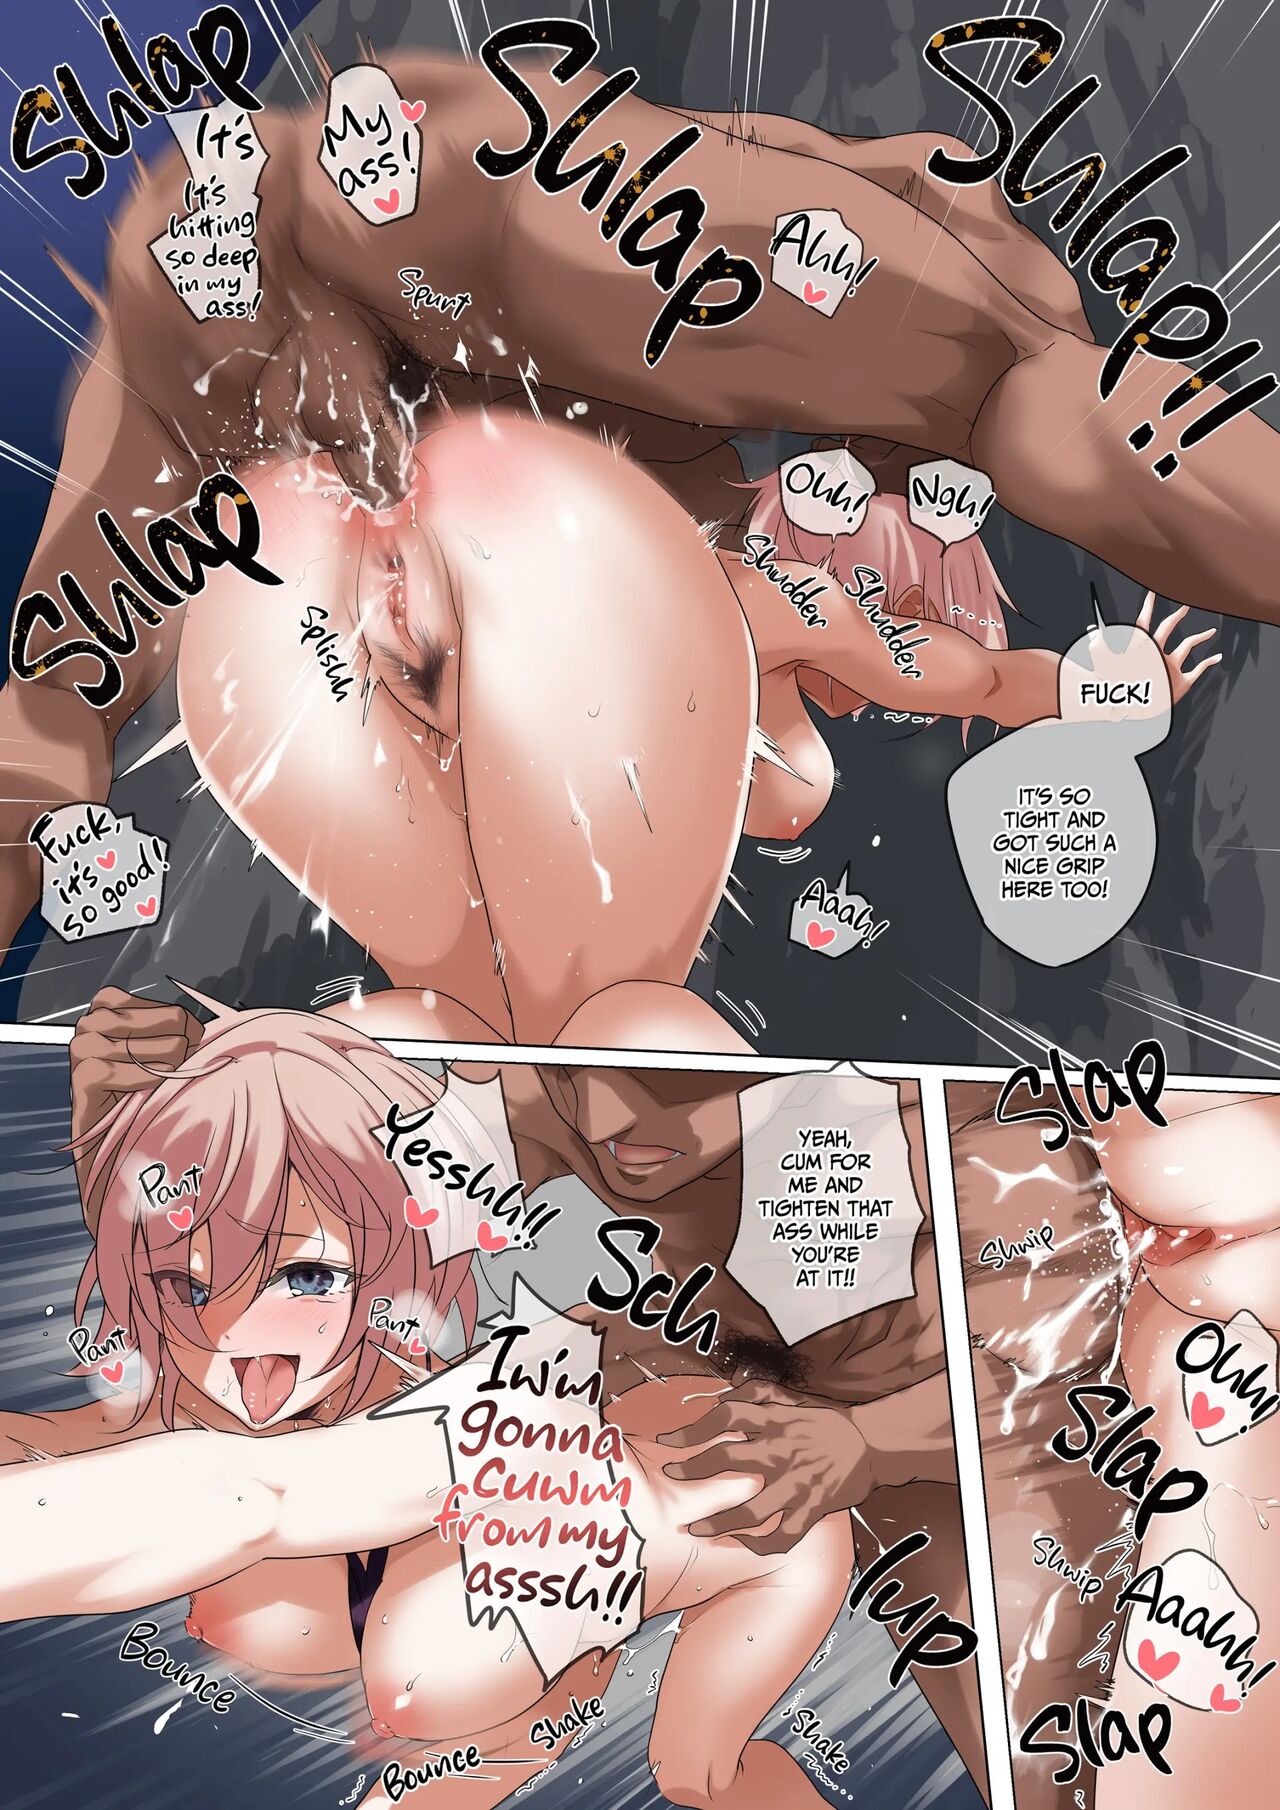 Shlap
Shlap
Shlap!!
My
ass!
It's
It's
hitting
so deep
in my
ass!
Ahh!
Spurt
Ohh!
Ngh!
Shlap
Shudder
Shudder
Splishh
FUCK!
IT'S SO
TIGHT AND
GOT SUCH A
NICE GRIP
HERE TOO!
Fuck,
it's
so good!
Aaah!
Slap
Yesshh!!
YEAH,
CUM FOR
ME AND
TIGHTEN THAT
ASS WHILE
YOU'RE
AT IT!!
Pant
Shwip
Sch
Pant
Pant
Ohh!
I'w'm
gonna
cuwm
from my
asssh!!
Slap
Shwip
lup
Aaahh!
Bounce
Shake
Shake
Slap
Bounce